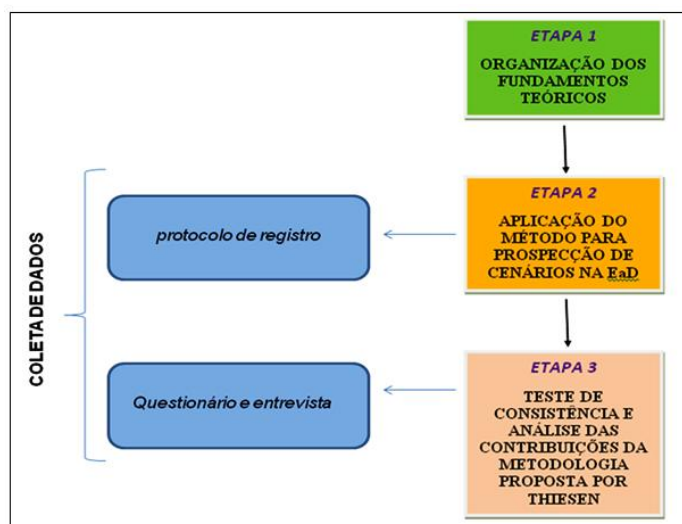 ETAPA 1
ORGANIZAÇÃO DOS
FUNDAMENTOS
TEÓRICOS
ETAPA 2
APLICAÇÃO DO
MÉTODO PARA
PROSPECÇÃO DE
CENÁRIOS NA EaD
protocolo de registro
ETAPA 3
TESTE DE
CONSISTÊNCIA E
ANÁLISE DAS
CONTRIBUIÇÕES DA
METODOLOGIA
PROPOSTA POR
THIESEN
Questionário e entrevista
COLETA DE DADOS